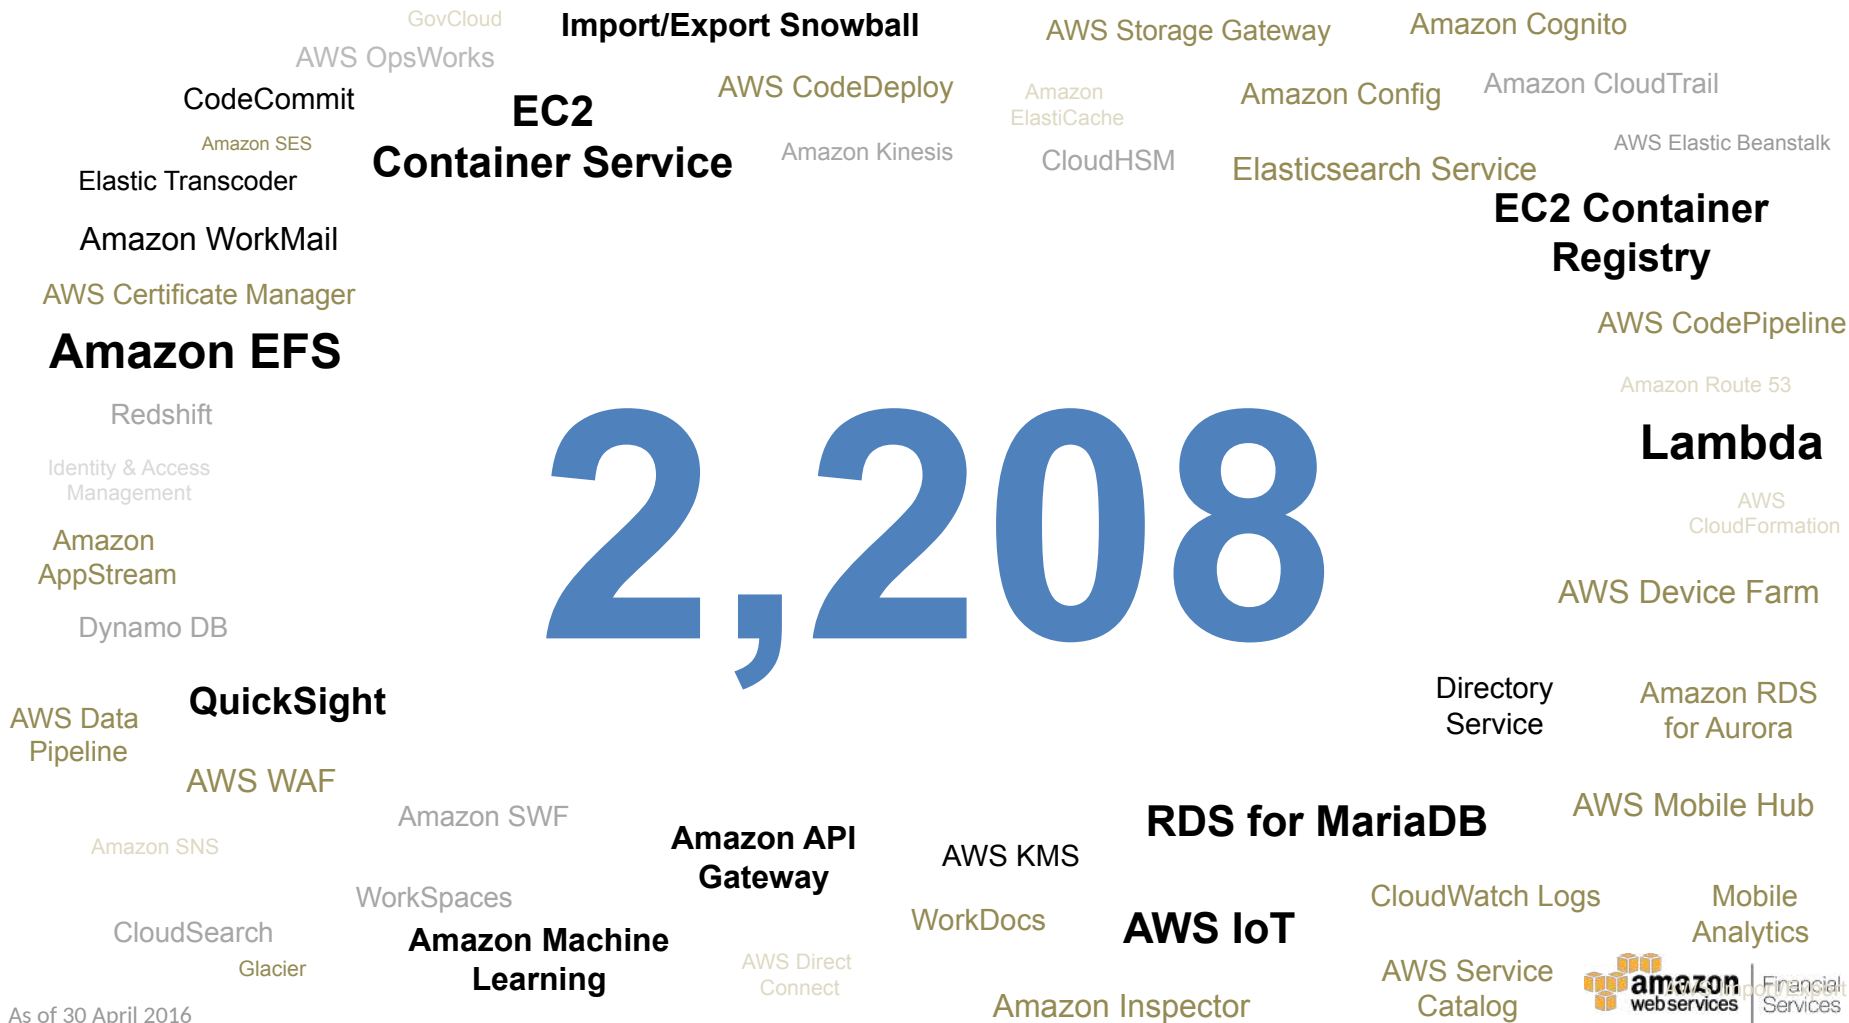 GovCloud
Import/Export Snowball
AWS Storage Gateway
Amazon Cognito
AWS OpsWorks
CodeCommit
EC2
Container Service
AWS CodeDeploy
Amazon
ElastiCache
Amazon Config
Amazon CloudTrail
Amazon SES
Amazon Kinesis
CloudHSM
Elasticsearch Service
AWS Elastic Beanstalk
Elastic Transcoder
EC2 Container
Registry
Amazon WorkMail
AWS Certificate Manager
AWS CodePipeline
Amazon EFS
Amazon Route 53
Redshift
2,208
Lambda
Identity & Access
Management
AWS
CloudFormation
Amazon
AppStream
AWS Device Farm
Dynamo DB
QuickSight
Directory
Service
Amazon RDS
for Aurora
AWS Data
Pipeline
AWS WAF
Amazon SWF
Amazon API
Gateway
AWS KMS
RDS for MariaDB
AWS Mobile Hub
Amazon SNS
WorkSpaces
CloudSearch
Amazon Machine
Learning
WorkDocs
AWS IoT
CloudWatch Logs
Mobile
Analytics
Glacier
AWS Direct
Connect
Amazon Inspector
AWS Service
Catalog
AWS Import/Export
amazon
web services
Financial
Services
As of 30 April 2016